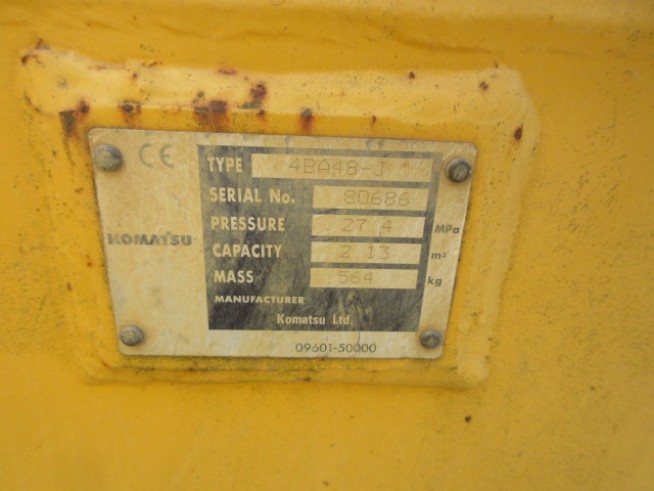 CE
KOMATSU
TYPE 4BA48-J
SERIAL No. 80686
PRESSURE 27 4 MPa
CAPACITY 2 13 m³
MASS 564 kg
MANUFACTURER
Komatsu Ltd.
09601-50000